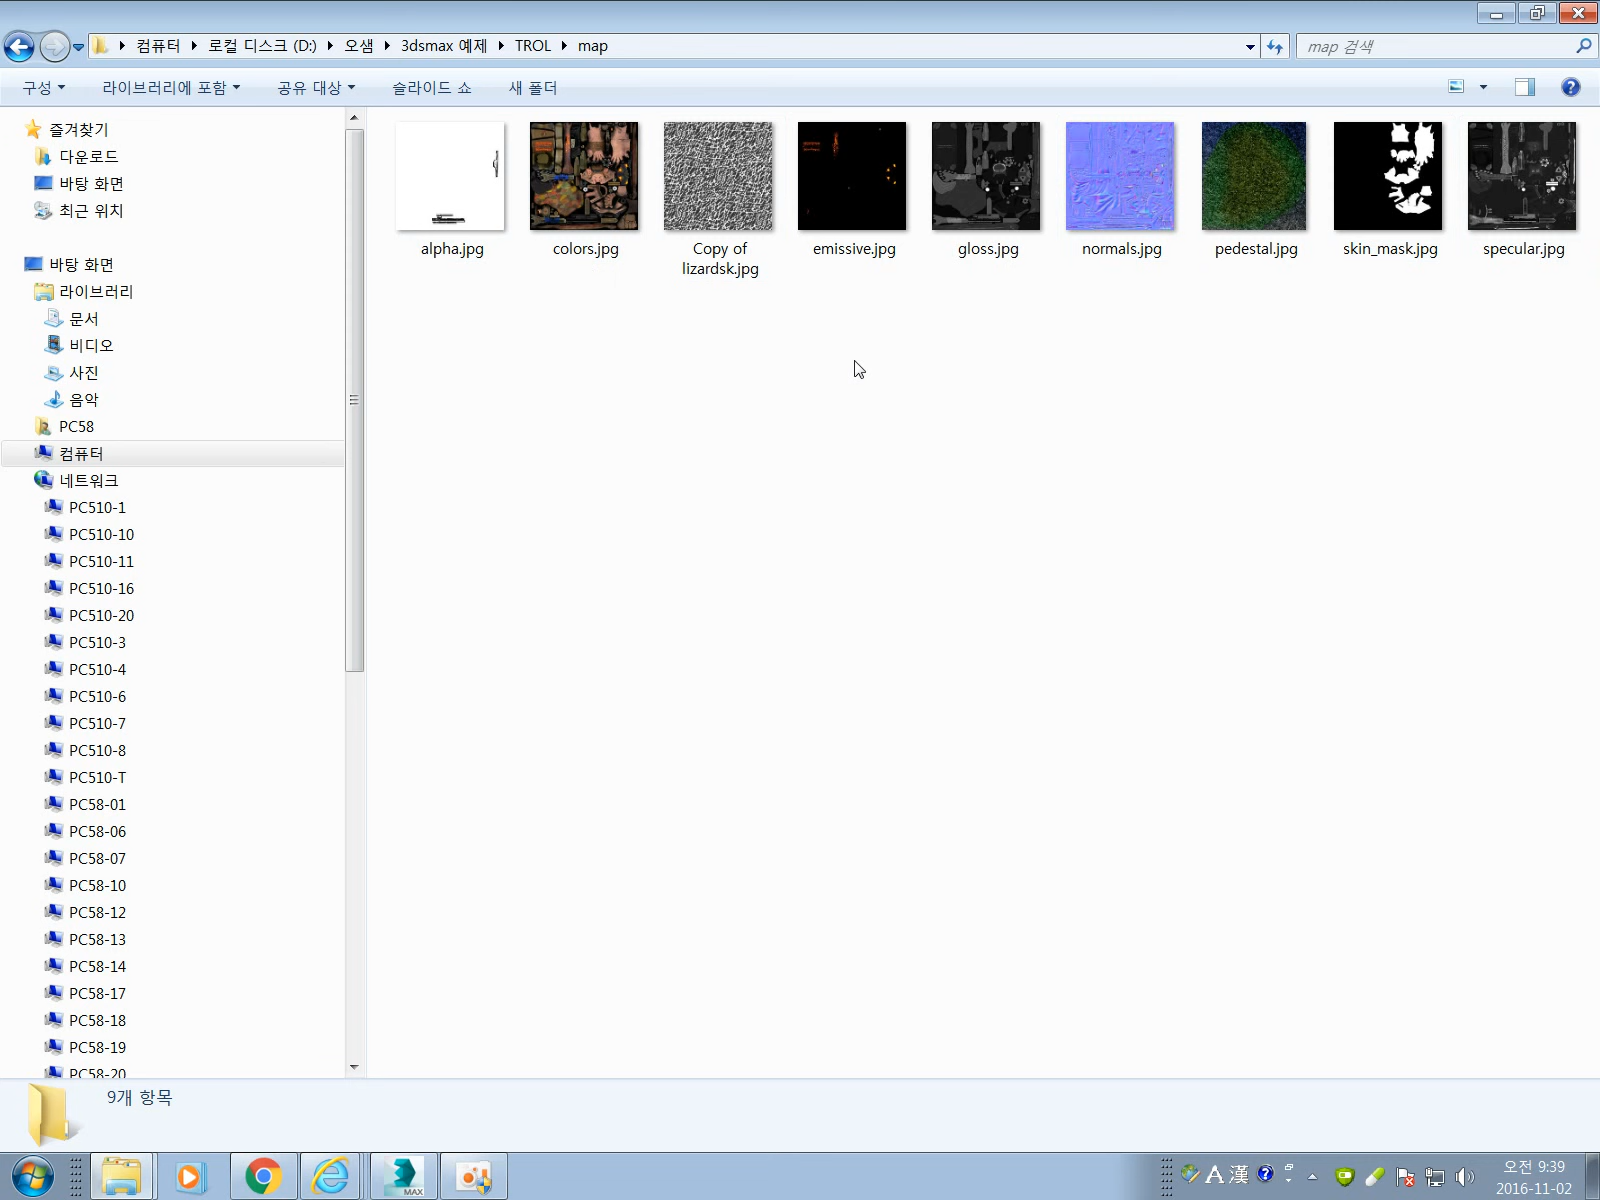 컴퓨터 로컬 디스크 (D:) 오샘 3dsmax 예제 TROL map
map 검색
구성 라이브러리에 포함 공유 대상 슬라이드 쇼 새 폴더
즐겨찾기
다운로드
바탕 화면
최근 위치
바탕 화면
라이브러리
문서
비디오
사진
음악
PC58
컴퓨터
네트워크
PC510-1
PC510-10
PC510-11
PC510-16
PC510-20
PC510-3
PC510-4
PC510-6
PC510-7
PC510-8
PC510-T
PC58-01
PC58-06
PC58-07
PC58-10
PC58-12
PC58-13
PC58-14
PC58-17
PC58-18
PC58-19
PC58-20
alpha.jpg
colors.jpg
Copy of
lizardsk.jpg
emissive.jpg
gloss.jpg
normals.jpg
pedestal.jpg
skin_mask.jpg
specular.jpg
9개 항목
MAX
A 漢
오전 9:39
2016-11-02